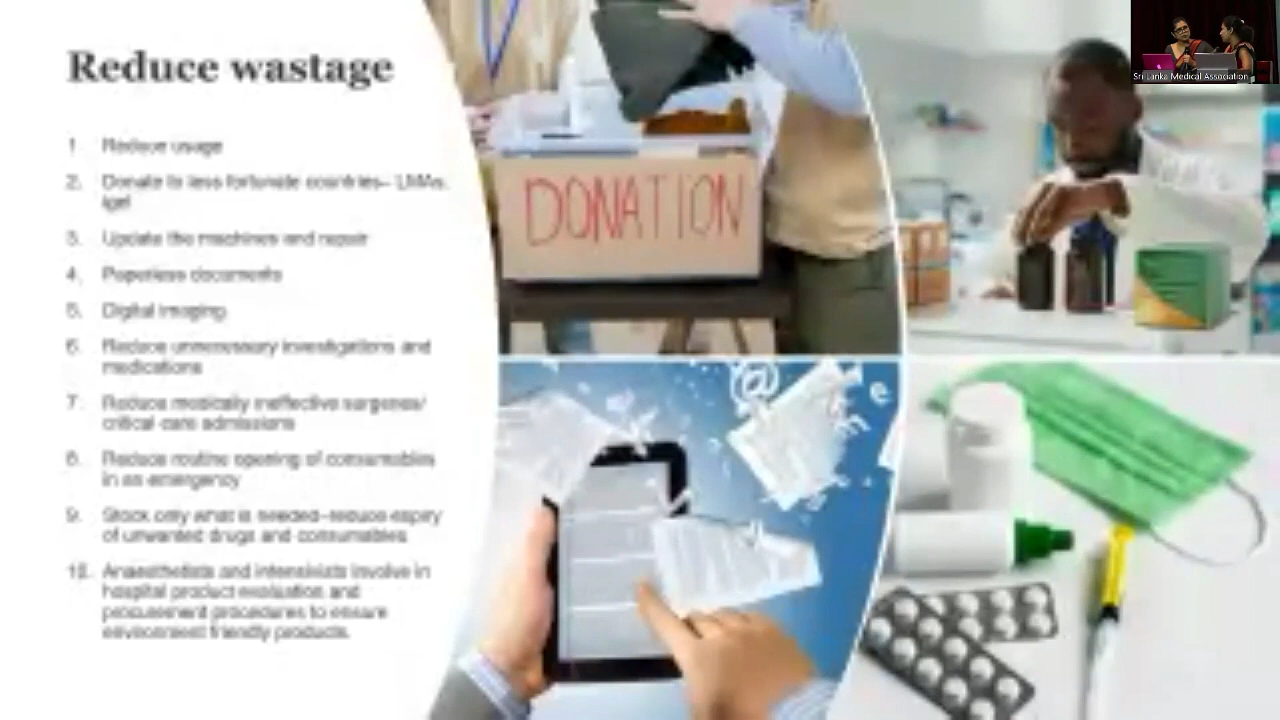 Reduce wastage
Sri Lanka Medical Association
1. Reduce usage
2. Donate to less fortunate countries– LMAs,
igel
3. Update the machines and repair
4. Paperless documents
5. Digital imaging
6. Reduce unnecessary investigations and
medications
7. Reduce medically ineffective surgeries/
critical care admissions
8. Reduce routine opening of consumables
in an emergency
9. Stock only what is needed–reduce expiry
of unwanted drugs and consumables
10. Anaesthetists and intensivists involve in
hospital product evaluation and
procurement procedures to ensure
environment friendly products.
DONATION
@
e